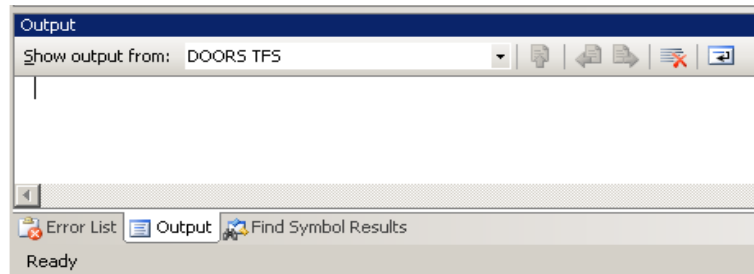 Output
Show output from: DOORS TFS
Error List Output Find Symbol Results
Ready